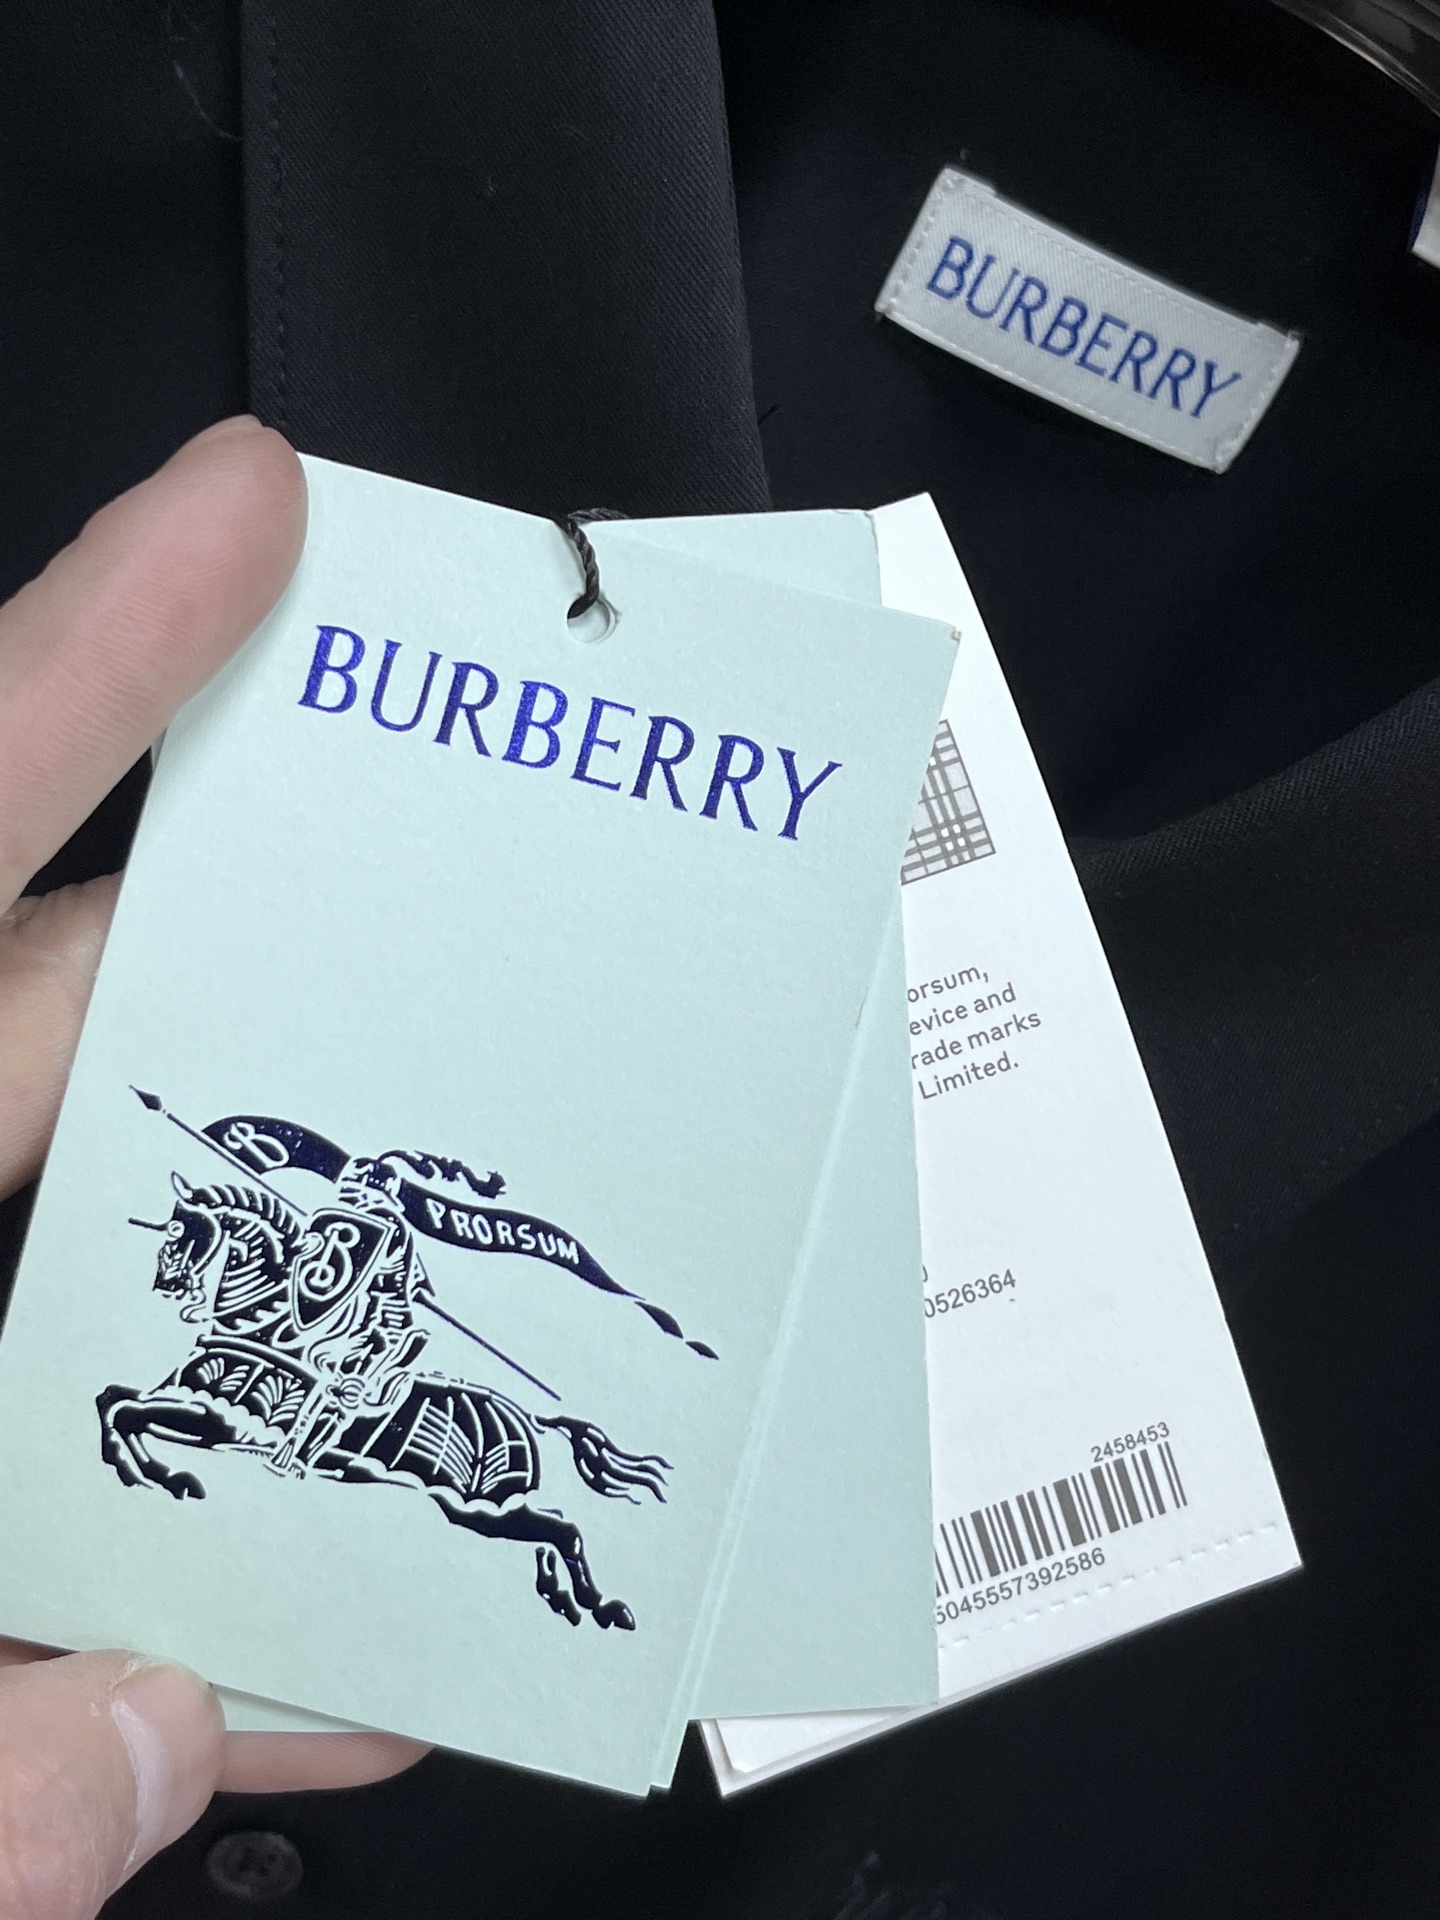 BURBERRY
BURBERRY
B
PRORSUM
B
orsum,
evice and
rade marks
Limited.
0526364
2458453
5045557392586